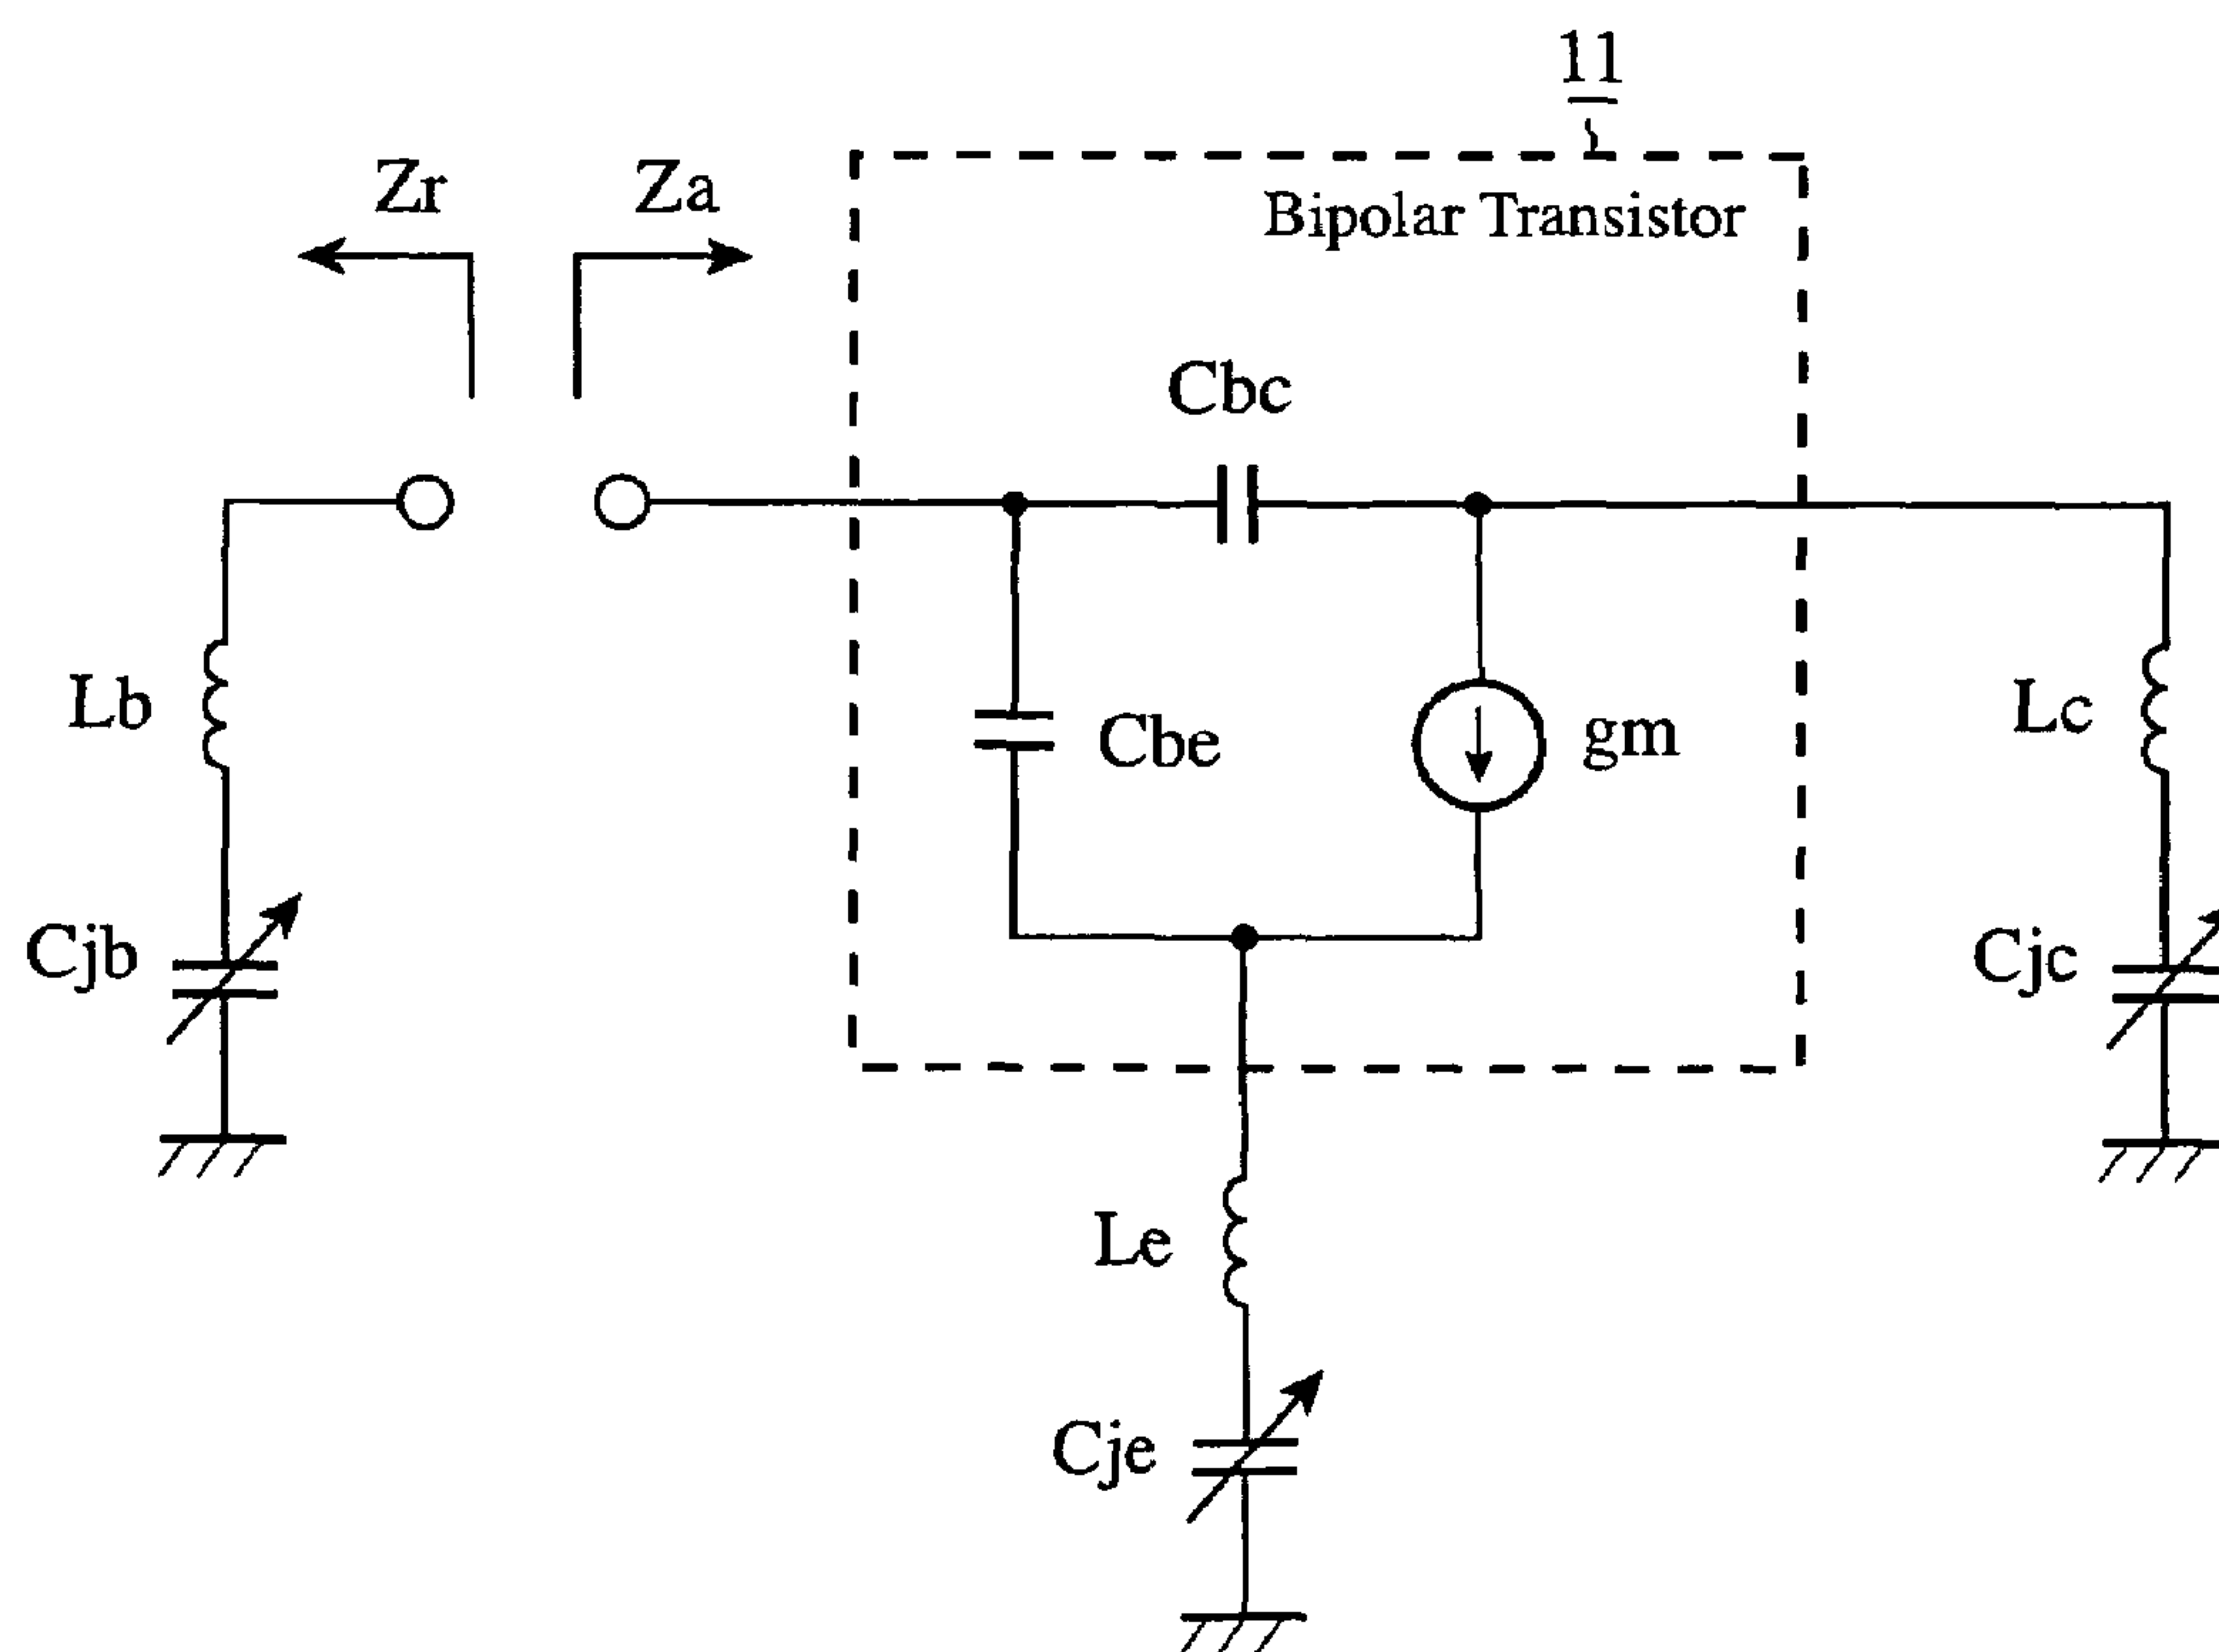 11
Zr
Za
Bipolar Transistor
Cbc
Lb
Cbe
gm
Lc
Cjb
Cjc
Le
Cje